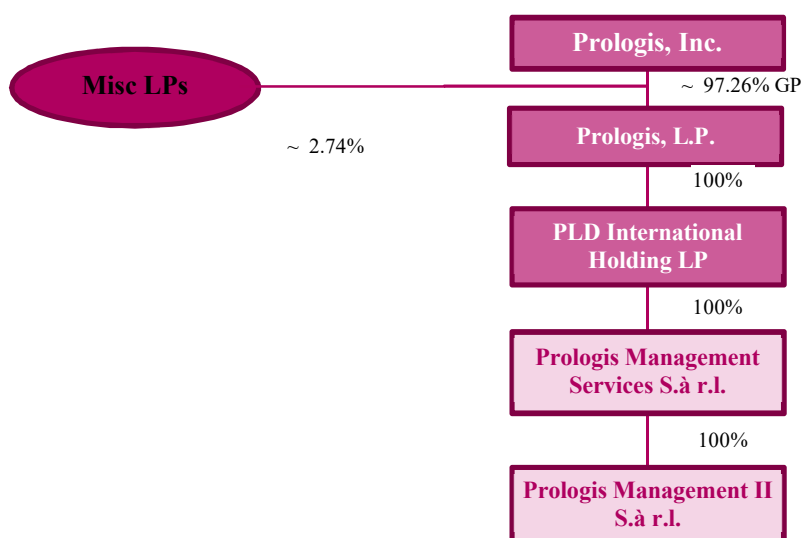 Prologis, Inc.
Misc LPs
~ 97.26% GP
~ 2.74%
Prologis, L.P.
100%
PLD International
Holding LP
100%
Prologis Management
Services S.à r.l.
100%
Prologis Management II
S.à r.l.